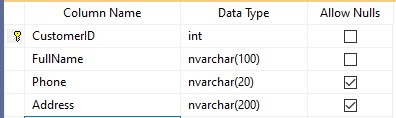 Column Name Data Type Allow Nulls
CustomerID int
FullName nvarchar(100)
Phone nvarchar(20)
Address nvarchar(200)